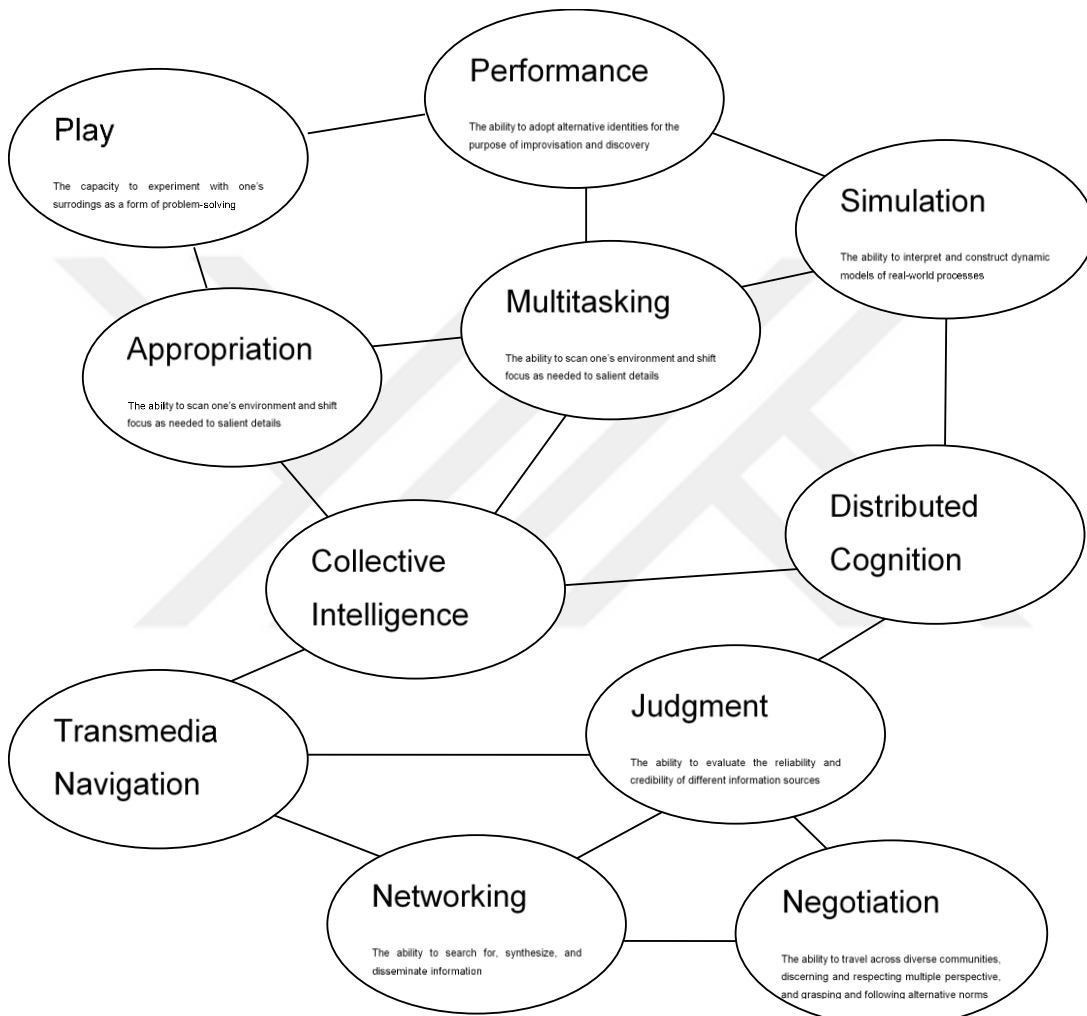 Performance
The ability to adopt alternative identities for the
purpose of improvisation and discovery
Play
The capacity to experiment with one's
surrodings as a form of problem-solving
Simulation
The ability to interpret and construct dynamic
models of real-world processes
Multitasking
The ability to scan one's environment and shift
focus as needed to salient details
Appropriation
The ability to scan one's environment and shift
focus as needed to salient details
Distributed
Cognition
Collective
Intelligence
Transmedia
Navigation
Judgment
The ability to evaluate the reliability and
credibility of different information sources
Networking
The ability to search for, synthesize, and
disseminate information
Negotiation
The ability to travel across diverse communities,
discerning and respecting multiple perspective,
and grasping and following alternative norms